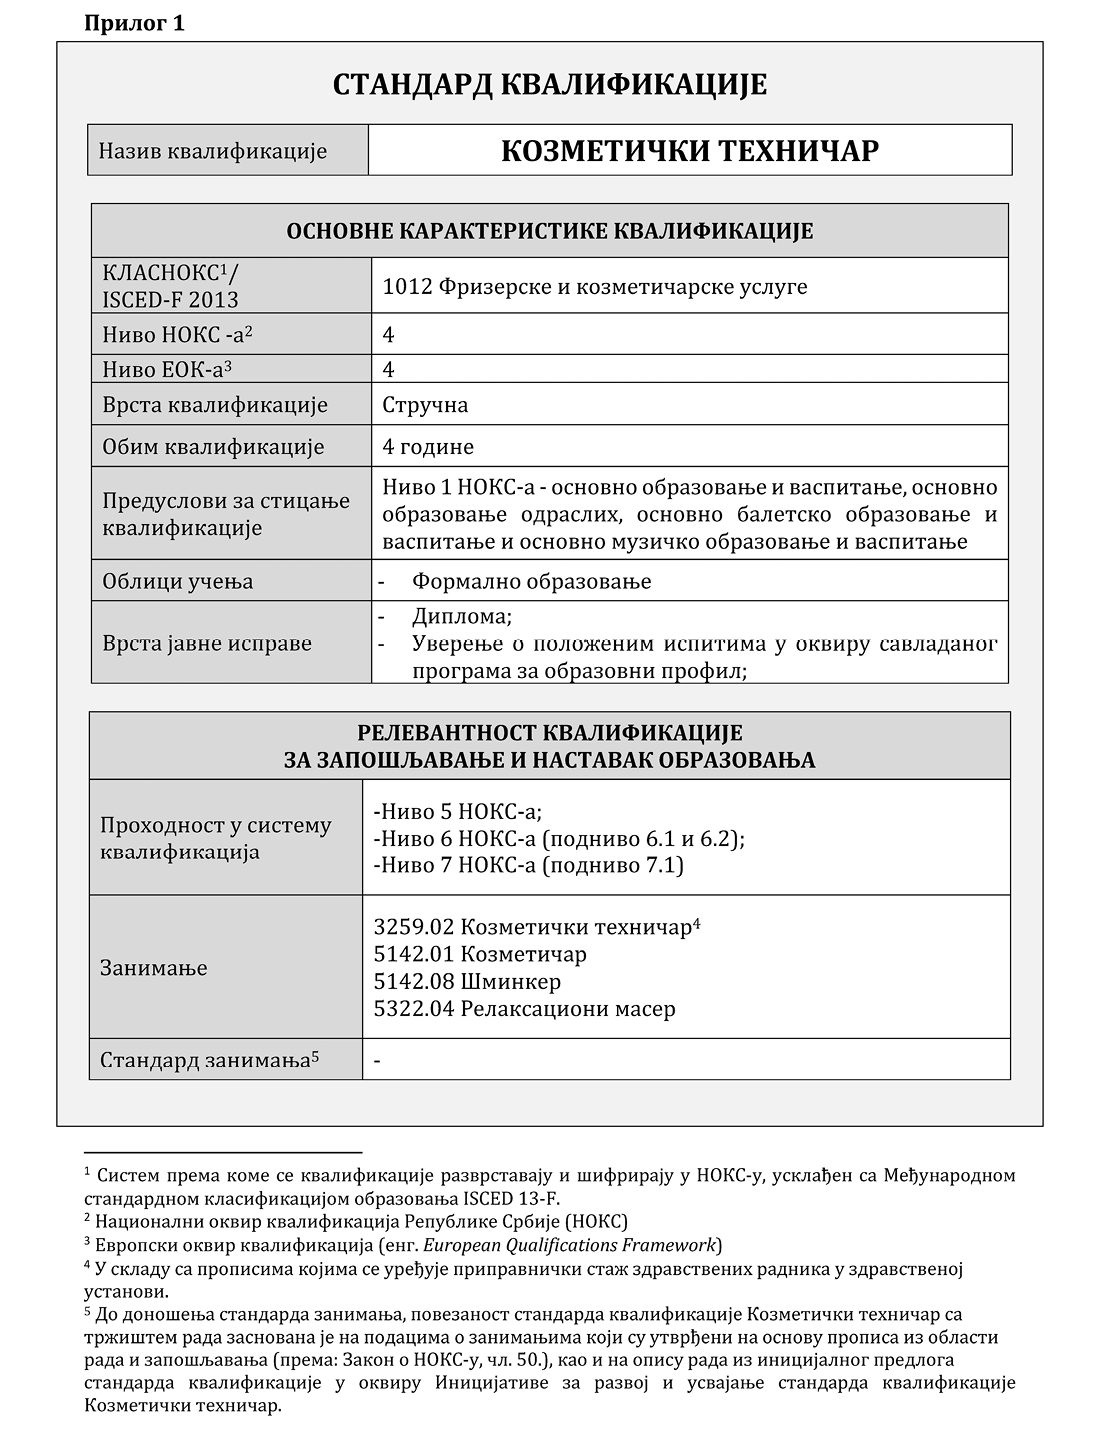 Прилог 1
СТАНДАРД КВАЛИФИКАЦИЈЕ
Назив квалификације
КОЗМЕТИЧКИ ТЕХНИЧАР
ОСНОВНЕ КАРАКТЕРИСТИКЕ КВАЛИФИКАЦИЈЕ
КЛАСНОКС¹/
ISCED-F 2013
1012 Фризерске и козметичарске услуге
Ниво НОКС -а²
4
Ниво ЕОК-а³
4
Врста квалификације
Стручна
Обим квалификације
4 године
Предуслови за стицање
квалификације
Ниво 1 НОКС-а - основно образовање и васпитање, основно
образовање одраслих, основно балетско образовање и
васпитање и основно музичко образовање и васпитање
Облици учења
- Формално образовање
Врста јавне исправе
- Диплома;
- Уверење о положеним испитима у оквиру савладаног
програма за образовни профил;
РЕЛЕВАНТНОСТ КВАЛИФИКАЦИЈЕ
ЗА ЗАПОШЉАВАЊЕ И НАСТАВАК ОБРАЗОВАЊА
Проходност у систему
квалификација
-Ниво 5 НОКС-а;
-Ниво 6 НОКС-а (подниво 6.1 и 6.2);
-Ниво 7 НОКС-а (подниво 7.1)
Занимање
3259.02 Козметички техничар⁴
5142.01 Козметичар
5142.08 Шминкер
5322.04 Релаксациони масер
Стандард занимања⁵
-
¹ Систем према коме се квалификације разврставају и шифрирају у НОКС-у, усклађен са Међународном
стандардном класификацијом образовања ISCED 13-F.
² Национални оквир квалификација Републике Србије (НОКС)
³ Европски оквир квалификација (енг. European Qualifications Framework)
⁴ У складу са прописима којима се уређује приправнички стаж здравствених радника у здравственој
установи.
⁵ До доношења стандарда занимања, повезаност стандарда квалификације Козметички техничар са
тржиштем рада заснована је на подацима о занимањима који су утврђени на основу прописа из области
рада и запошљавања (према: Закон о НОКС-у, чл. 50.), као и на опису рада из иницијалног предлога
стандарда квалификације у оквиру Иницијативе за развој и усвајање стандарда квалификације
Козметички техничар.